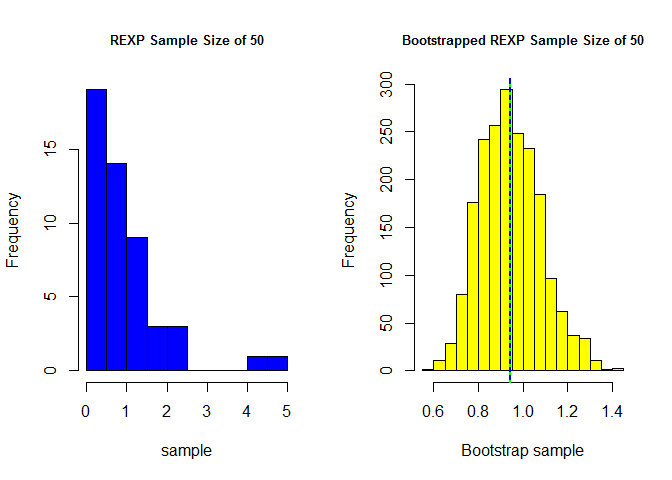 REXP Sample Size of 50
Frequency
0
5
10
15
0 1 2 3 4 5
sample
Bootstrapped REXP Sample Size of 50
Frequency
0
50
100
150
200
250
300
0.6 0.8 1.0 1.2 1.4
Bootstrap sample